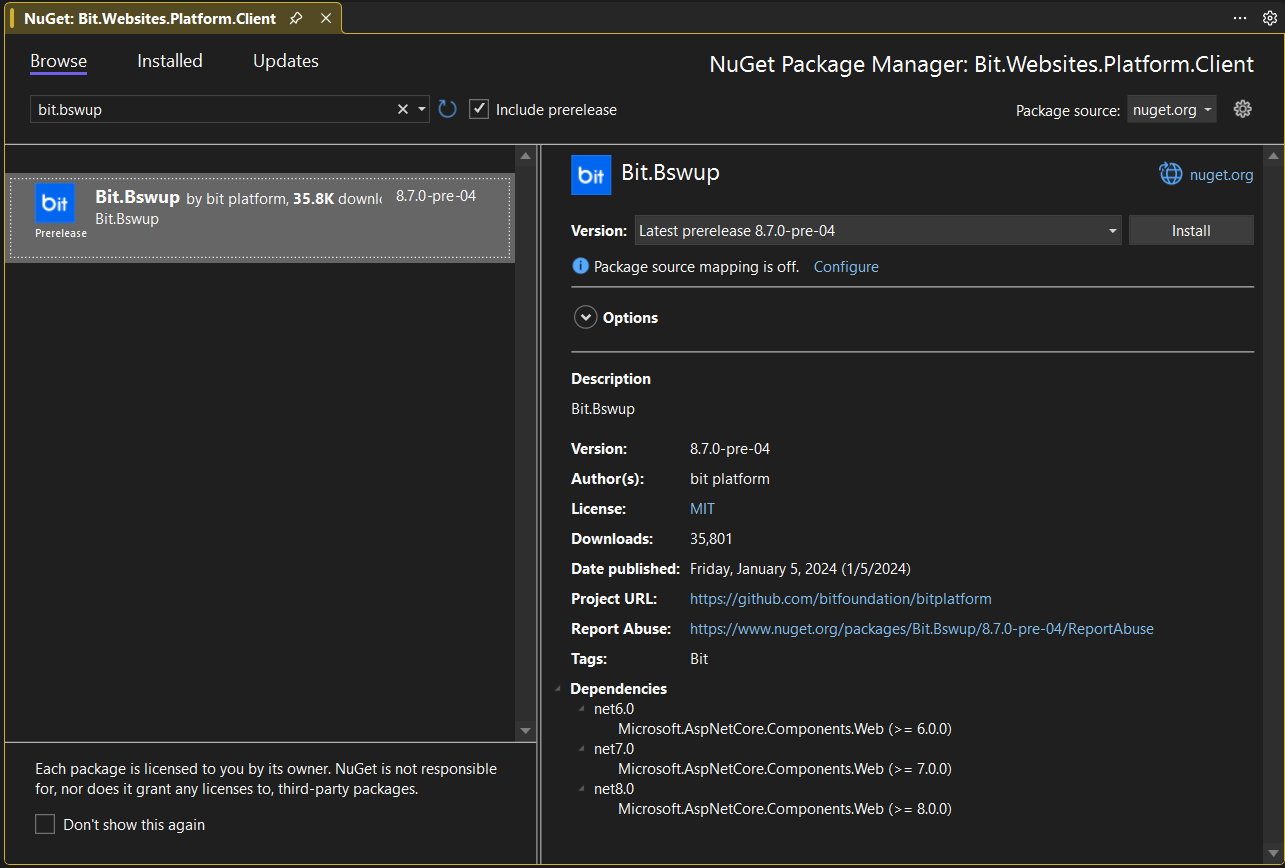 NuGet: Bit.Websites.Platform.Client
Browse Installed Updates
NuGet Package Manager: Bit.Websites.Platform.Client
bit.bswup
Include prerelease
Package source: nuget.org
bit
Prerelease
Bit.Bswup by bit platform, 35.8K downl 8.7.0-pre-04
Bit.Bswup
Each package is licensed to you by its owner. NuGet is not responsible
for, nor does it grant any licenses to, third-party packages.
Don't show this again
bit Bit.Bswup
nuget.org
Version: Latest prerelease 8.7.0-pre-04 Install
Package source mapping is off. Configure
Options
Description
Bit.Bswup
Version: 8.7.0-pre-04
Author(s): bit platform
License: MIT
Downloads: 35,801
Date published: Friday, January 5, 2024 (1/5/2024)
Project URL: https://github.com/bitfoundation/bitplatform
Report Abuse: https://www.nuget.org/packages/Bit.Bswup/8.7.0-pre-04/ReportAbuse
Tags: Bit
Dependencies
net6.0
Microsoft.AspNetCore.Components.Web (>= 6.0.0)
net7.0
Microsoft.AspNetCore.Components.Web (>= 7.0.0)
net8.0
Microsoft.AspNetCore.Components.Web (>= 8.0.0)